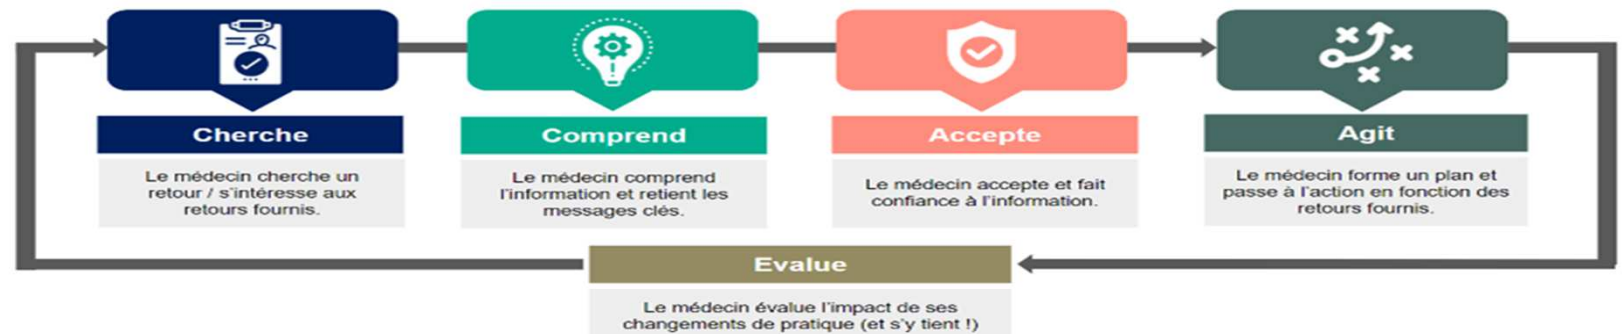 Cherche
Le médecin cherche un
retour / s'intéresse aux
retours fournis.
Comprend
Le médecin comprend
l'information et retient les
messages clés.
Accepte
Le médecin accepte et fait
confiance à l'information.
Agit
Le médecin forme un plan et
passe à l'action en fonction des
retours fournis.
Evalue
Le médecin évalue l'impact de ses
changements de pratique (et s'y tient !)